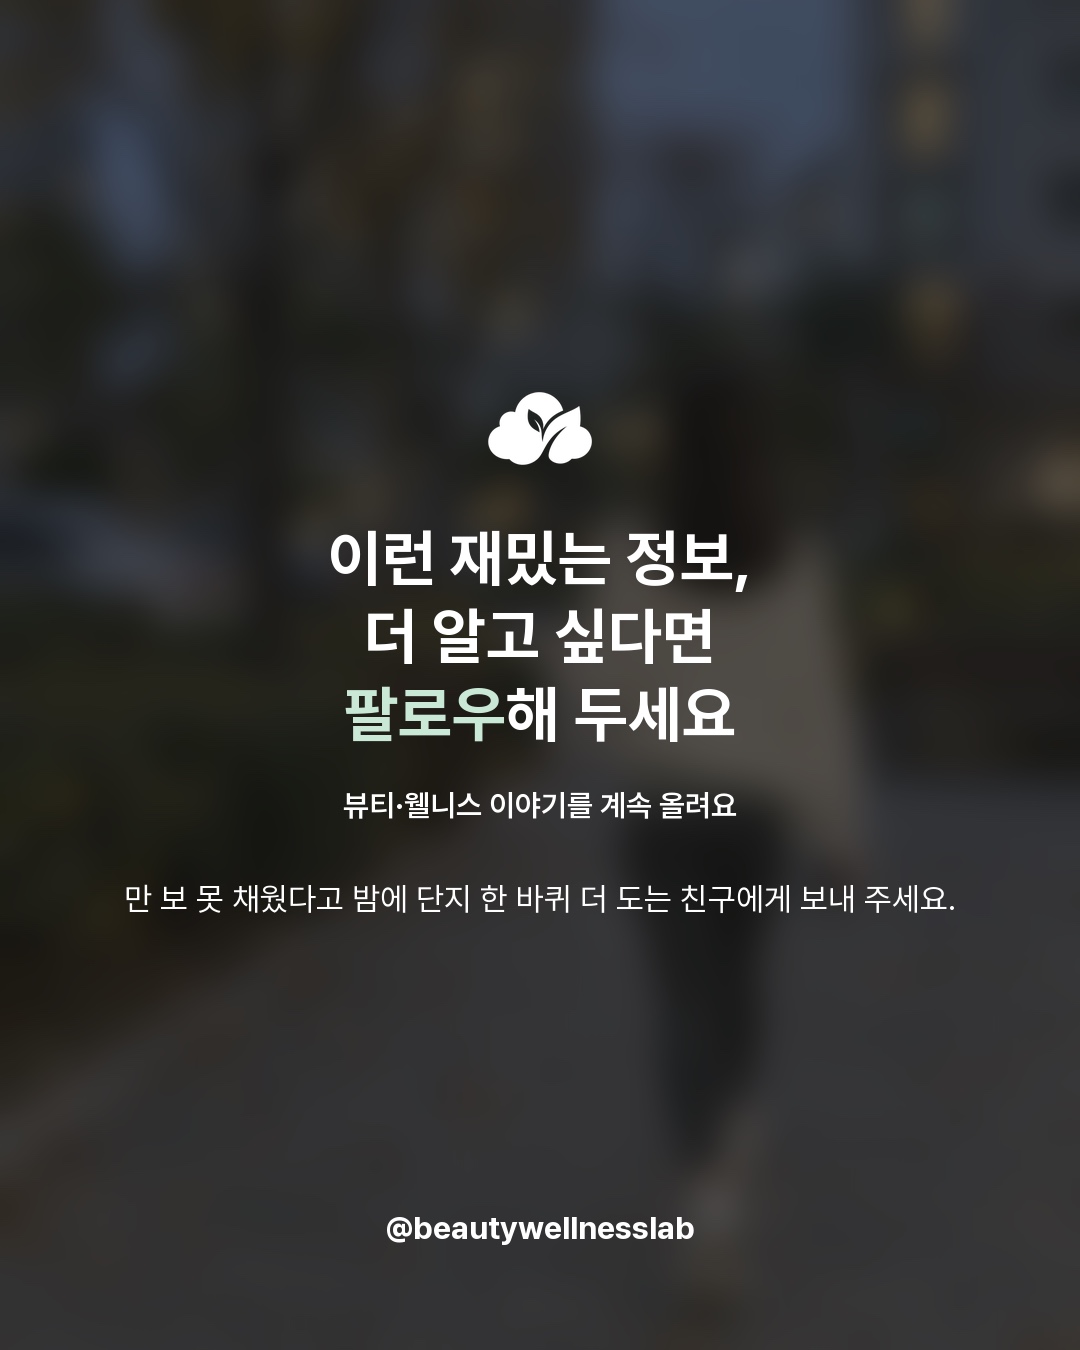 이런 재밌는 정보,
더 알고 싶다면
팔로우해 두세요
뷰티·웰니스 이야기를 계속 올려요
만 보 못 채웠다고 밤에 단지 한 바퀴 더 도는 친구에게 보내 주세요.
@beautywellnesslab